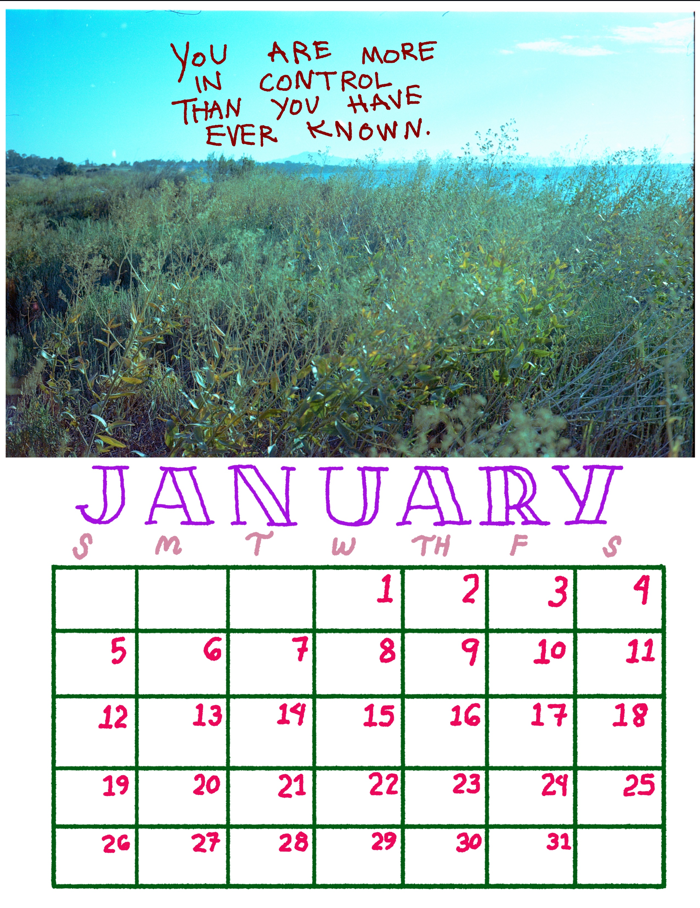 YOU ARE MORE
IN CONTROL
THAN YOU HAVE
EVER KNOWN.
JANUARY
S M T W TH F S
1 2 3 4
5 6 7 8 9 10 11
12 13 14 15 16 17 18
19 20 21 22 23 24 25
26 27 28 29 30 31